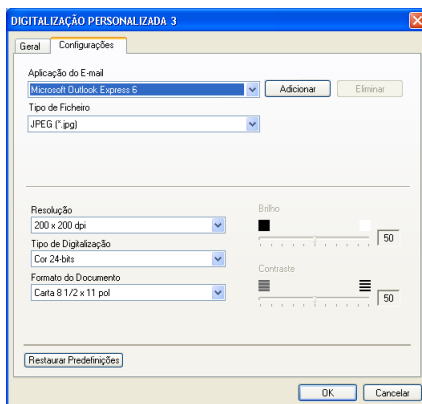 DIGITALIZAÇÃO PERSONALIZADA 3
Geral Configurações
Aplicação do E-mail
Microsoft Outlook Express 6 Adicionar Eliminar
Tipo de Ficheiro
JPEG (*.jpg)
Resolução Brilho
200 x 200 dpi 50
Tipo de Digitalização
Cor 24-bits
Formato do Documento Contraste
Carta 8 1/2 x 11 pol 50
Restaurar Predefinições
OK Cancelar